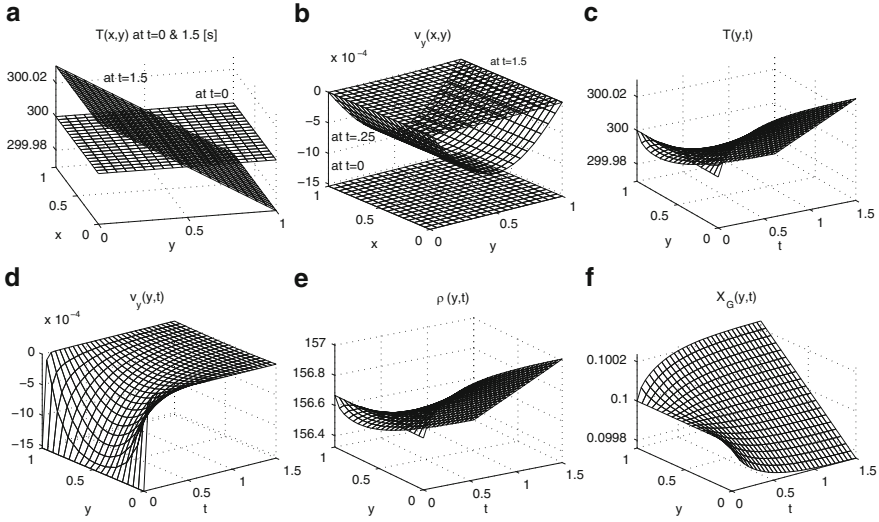 a
T(x,y) at t=0 & 1.5 [s]
300.02
300
299.98
at t=1.5
at t=0
1
0.5
0
x
0
0.5
1
y
b
v_y(x,y)
x 10^-4
0
−5
−10
−15
at t=1.5
at t=.25
at t=0
1
0.5
0
x
0
0.5
1
y
c
T(y,t)
300.02
300
299.98
1
0.5
0
y
0
0.5
1
1.5
t
d
v_y(y,t)
x 10^-4
0
−5
−10
−15
1
0.5
0
y
0
0.5
1
1.5
t
e
ρ (y,t)
157
156.8
156.6
156.4
1
0.5
0
y
0
0.5
1
1.5
t
f
X_G(y,t)
0.1002
0.1
0.0998
1
0.5
0
y
0
0.5
1
1.5
t